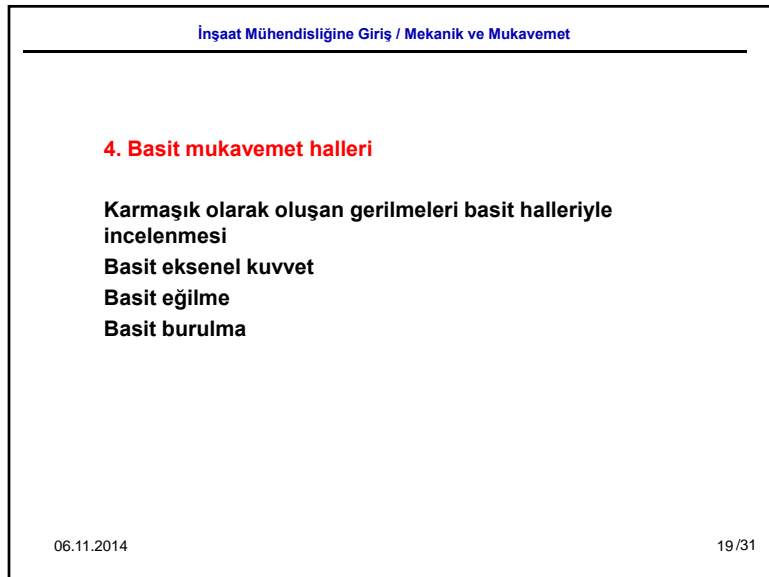 İnşaat Mühendisliğine Giriş / Mekanik ve Mukavemet
4. Basit mukavemet halleri
Karmaşık olarak oluşan gerilmeleri basit halleriyle
incelenmesi
Basit eksenel kuvvet
Basit eğilme
Basit burulma
06.11.2014
19/31